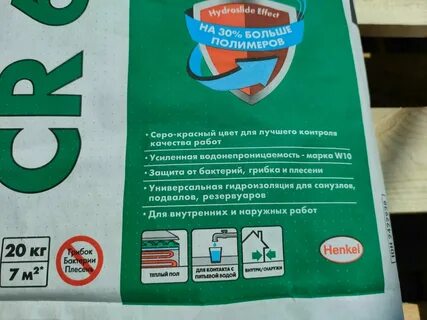 Hydroslide Effect
НА 30% БОЛЬШЕ
ПОЛИМЕРОВ
CR
• Серо-красный цвет для лучшего контроля
качества работ
• Усиленная водонепроницаемость - марка W10
• Защита от бактерий, грибка и плесени
• Универсальная гидроизоляция для санузлов,
подвалов, резервуаров
• Для внутренних и наружных работ
20 кг
7 м²*
Грибок
Бактерии
Плесень
ТЕПЛЫЙ ПОЛ
ДЛЯ КОНТАКТА С
ПИТЬЕВОЙ ВОДОЙ
ВНУТРИ/СНАРУЖИ
Henkel